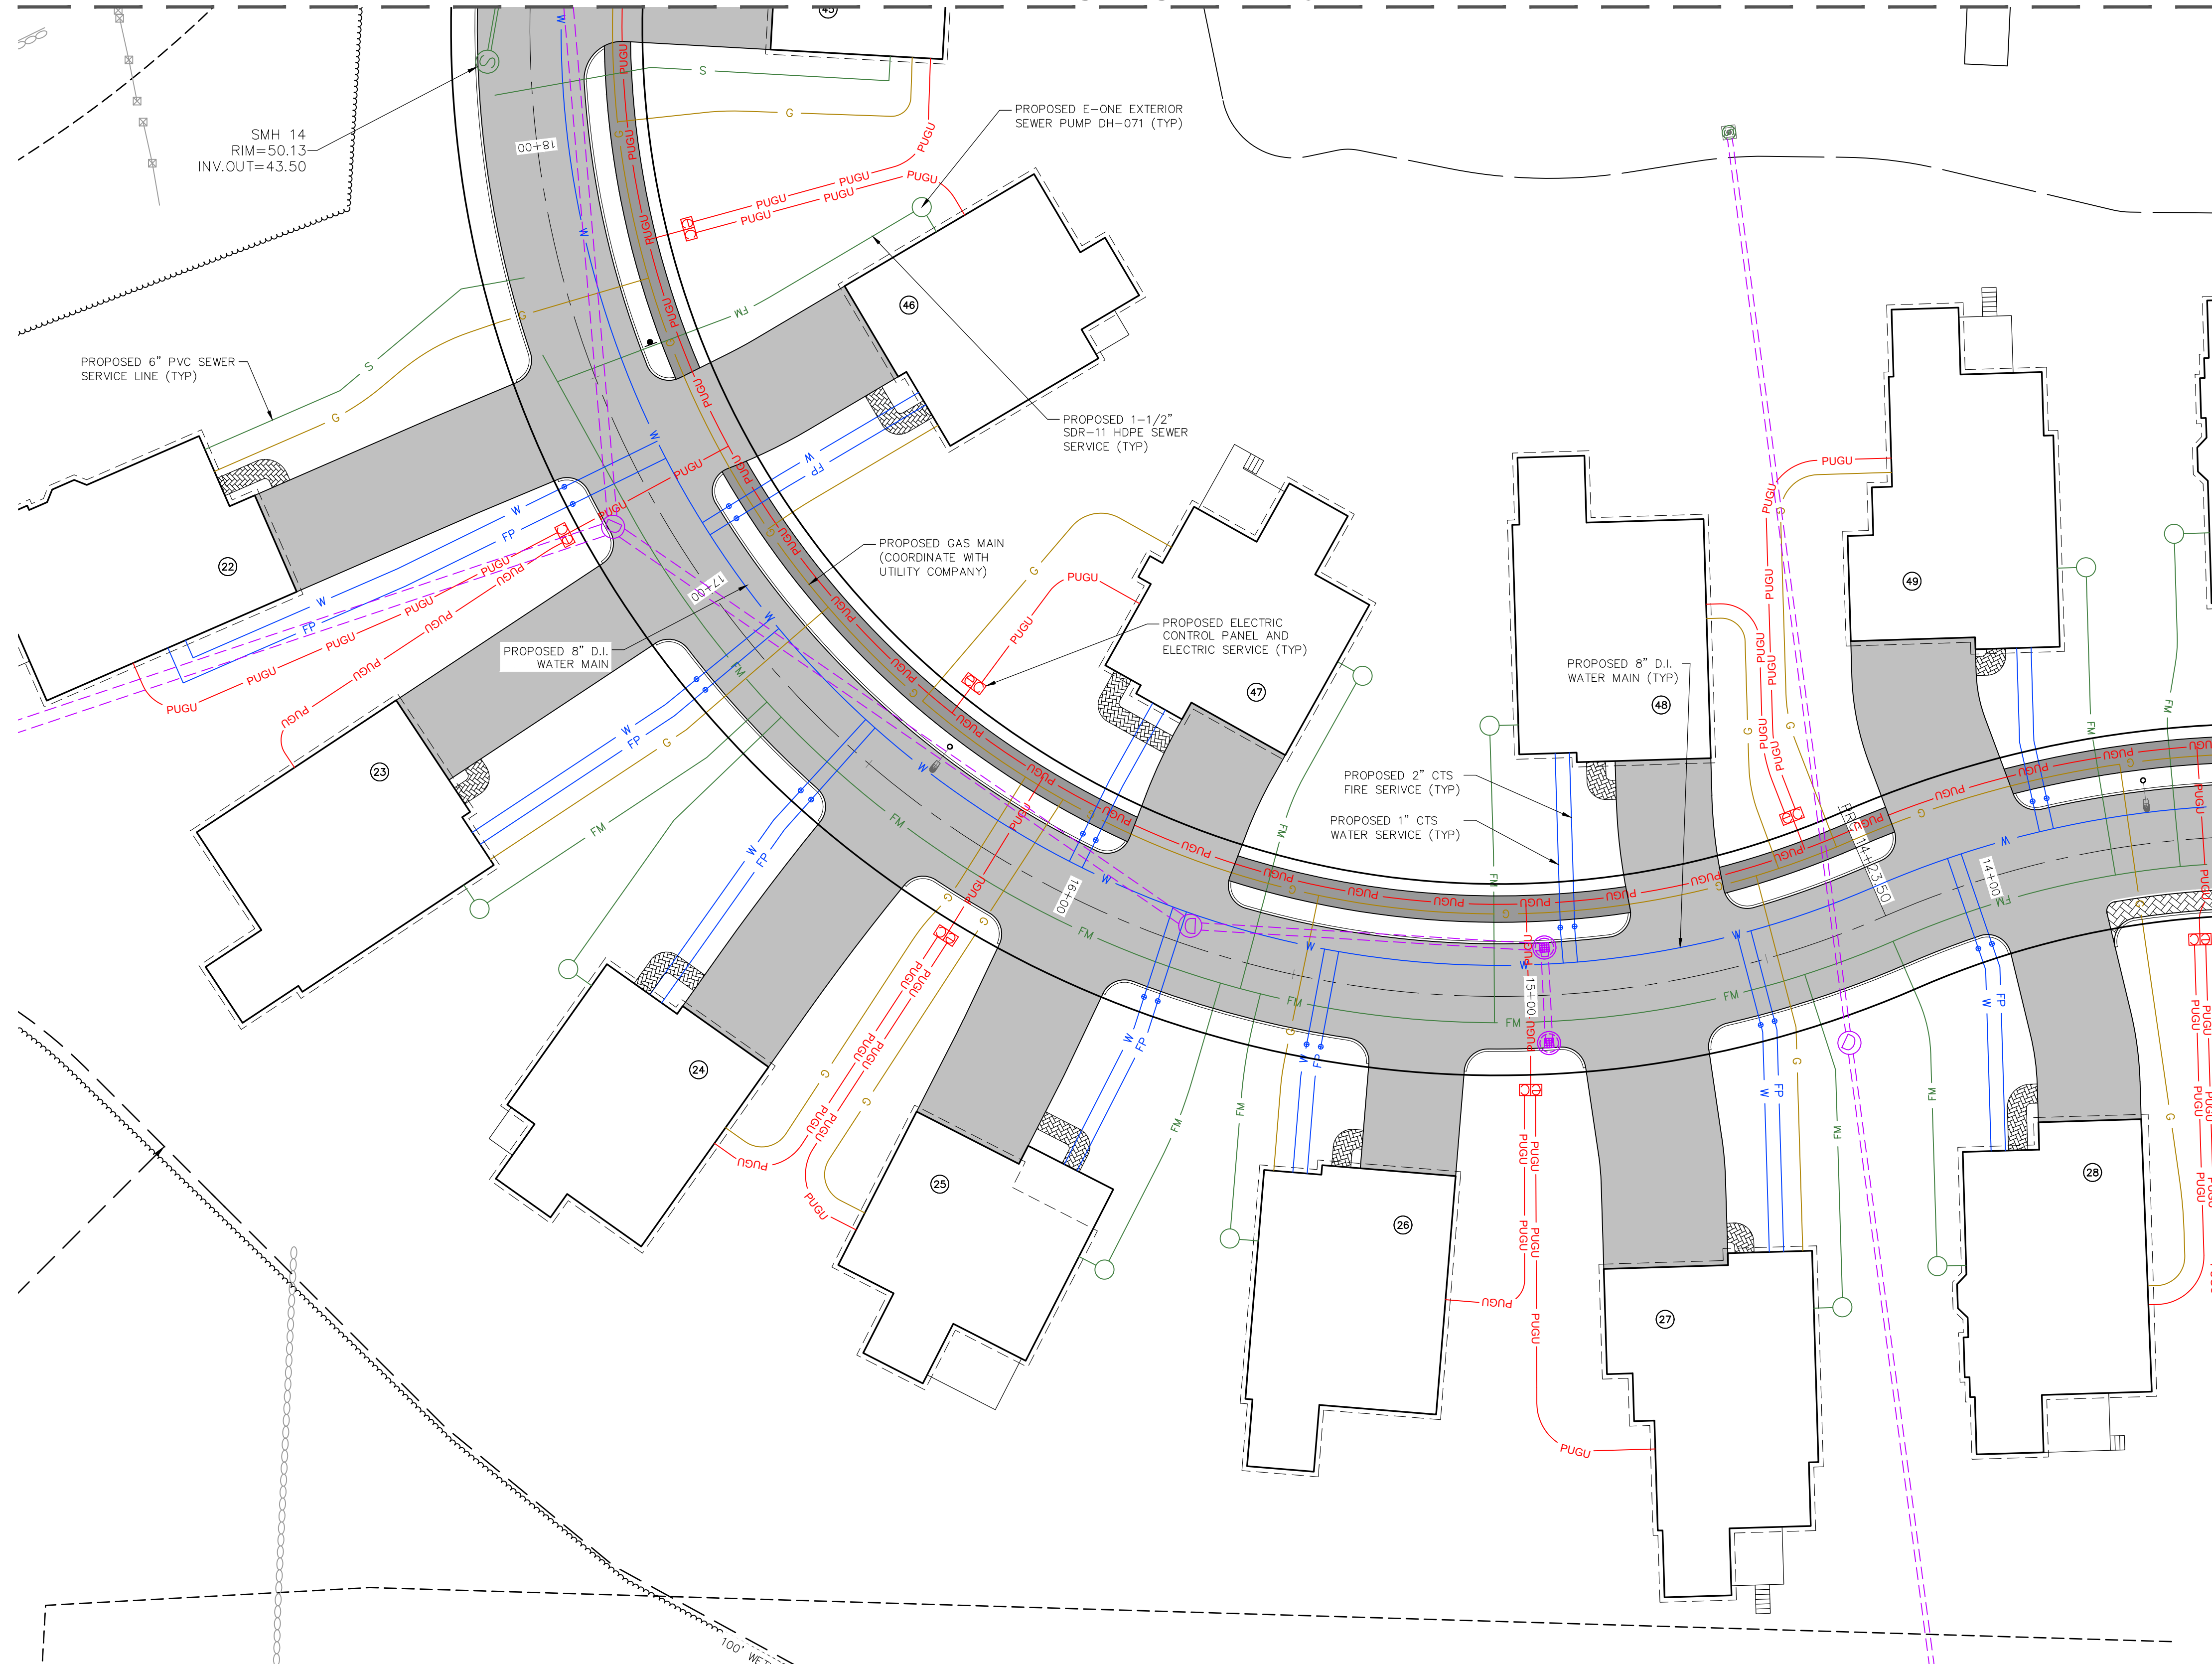 45
SMH 14
RIM=50.13
INV.OUT=43.50
18+00
PROPOSED E-ONE EXTERIOR
SEWER PUMP DH-071 (TYP)
46
PROPOSED 6" PVC SEWER
SERVICE LINE (TYP)
22
PROPOSED 1-1/2"
SDR-11 HDPE SEWER
SERVICE (TYP)
PROPOSED GAS MAIN
(COORDINATE WITH
UTILITY COMPANY)
17+00
PROPOSED 8" D.I.
WATER MAIN
PROPOSED ELECTRIC
CONTROL PANEL AND
ELECTRIC SERVICE (TYP)
47
PROPOSED 8" D.I.
WATER MAIN (TYP)
48
49
23
PROPOSED 2" CTS
FIRE SERIVCE (TYP)
PROPOSED 1" CTS
WATER SERVICE (TYP)
PRC 14+23.50
14+00
16+00
15+00
24
25
26
27
28
S
G
W
FP
FM
PUGU
100' WET